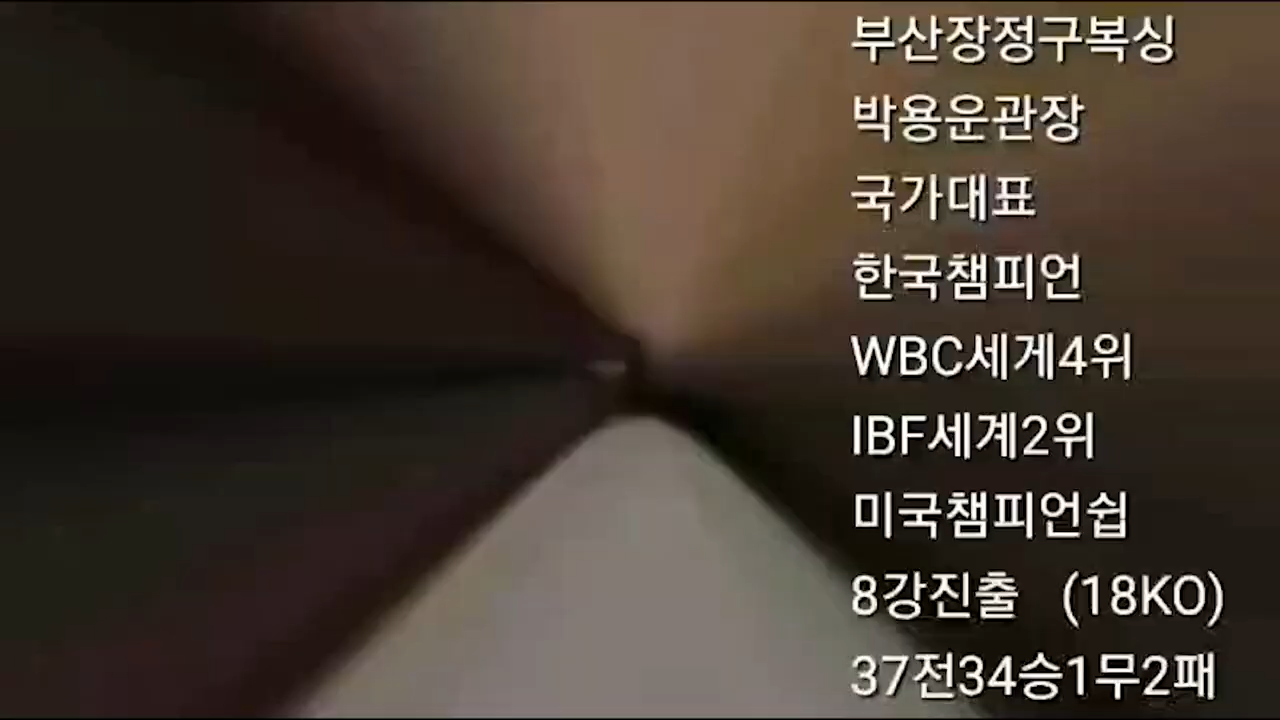 부산장정구복싱
박용운관장
국가대표
한국챔피언
WBC세게4위
IBF세계2위
미국챔피언쉽
8강진출 (18KO)
37전34승1무2패